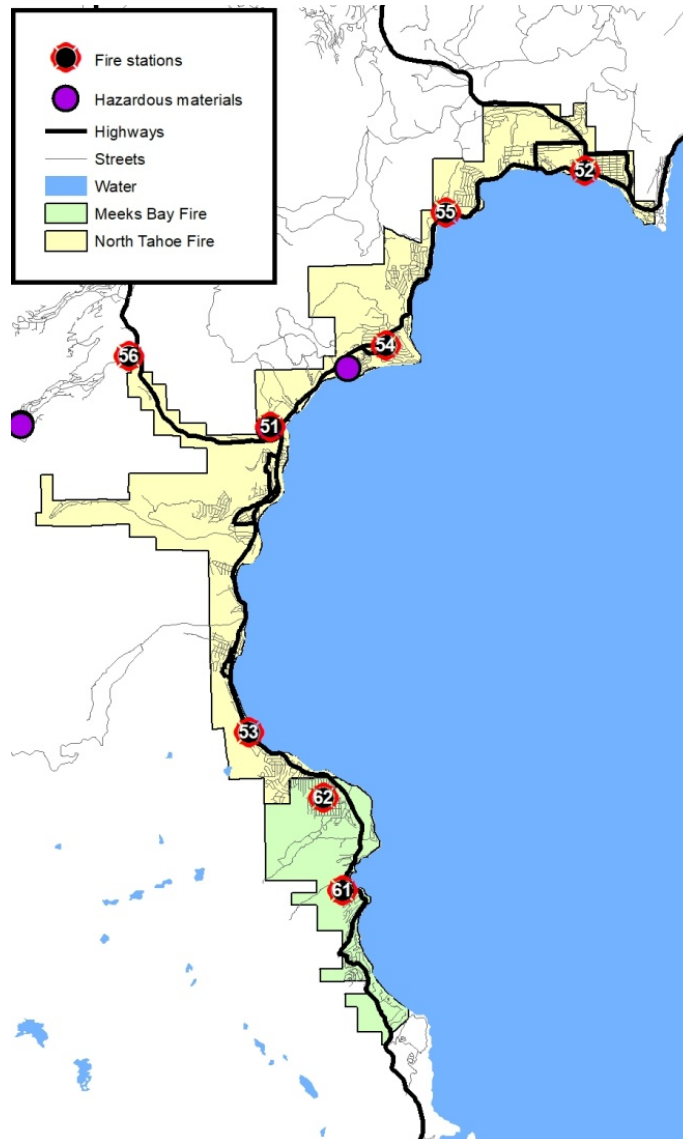 Fire stations
Hazardous materials
Highways
Streets
Water
Meeks Bay Fire
North Tahoe Fire
52
55
54
56
51
53
62
61